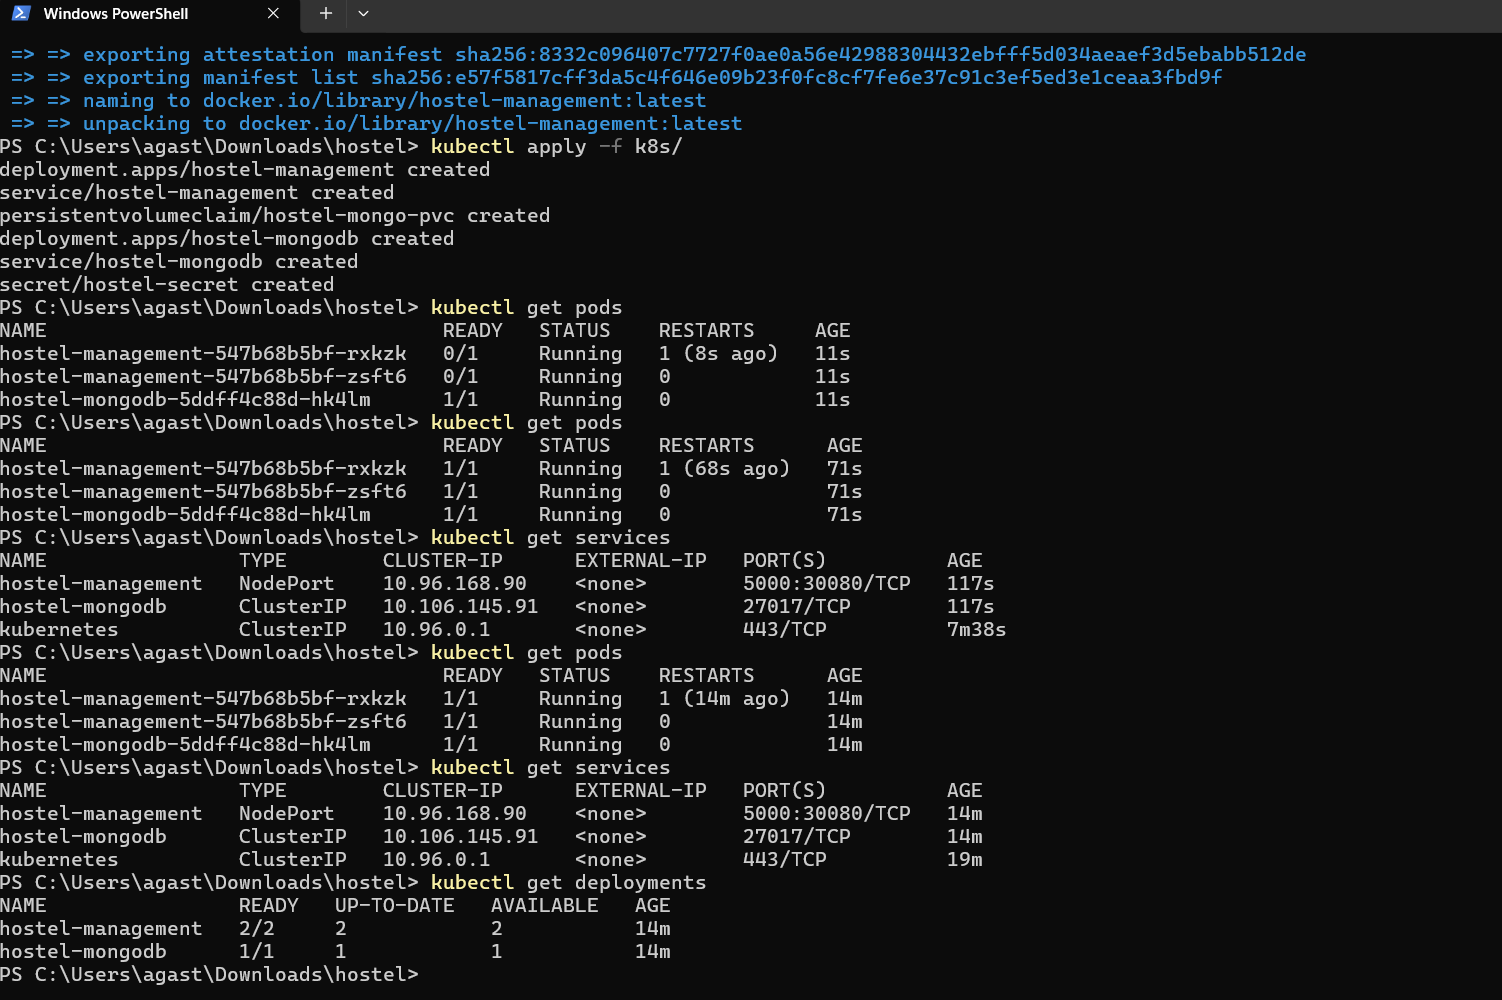 Windows PowerShell
=> => exporting attestation manifest sha256:8332c096407c7727f0ae0a56e42988304432ebfff5d034aeaef3d5ebabb512de
=> => exporting manifest list sha256:e57f5817cff3da5c4f646e09b23f0fc8cf7fe6e37c91c3ef5ed3e1ceaa3fbd9f
=> => naming to docker.io/library/hostel-management:latest
=> => unpacking to docker.io/library/hostel-management:latest
PS C:\Users\agast\Downloads\hostel> kubectl apply -f k8s/
deployment.apps/hostel-management created
service/hostel-management created
persistentvolumeclaim/hostel-mongo-pvc created
deployment.apps/hostel-mongodb created
service/hostel-mongodb created
secret/hostel-secret created
PS C:\Users\agast\Downloads\hostel> kubectl get pods
NAME READY STATUS RESTARTS AGE
hostel-management-547b68b5bf-rxkzk 0/1 Running 1 (8s ago) 11s
hostel-management-547b68b5bf-zsft6 0/1 Running 0 11s
hostel-mongodb-5ddff4c88d-hk4lm 1/1 Running 0 11s
PS C:\Users\agast\Downloads\hostel> kubectl get pods
NAME READY STATUS RESTARTS AGE
hostel-management-547b68b5bf-rxkzk 1/1 Running 1 (68s ago) 71s
hostel-management-547b68b5bf-zsft6 1/1 Running 0 71s
hostel-mongodb-5ddff4c88d-hk4lm 1/1 Running 0 71s
PS C:\Users\agast\Downloads\hostel> kubectl get services
NAME TYPE CLUSTER-IP EXTERNAL-IP PORT(S) AGE
hostel-management NodePort 10.96.168.90 <none> 5000:30080/TCP 117s
hostel-mongodb ClusterIP 10.106.145.91 <none> 27017/TCP 117s
kubernetes ClusterIP 10.96.0.1 <none> 443/TCP 7m38s
PS C:\Users\agast\Downloads\hostel> kubectl get pods
NAME READY STATUS RESTARTS AGE
hostel-management-547b68b5bf-rxkzk 1/1 Running 1 (14m ago) 14m
hostel-management-547b68b5bf-zsft6 1/1 Running 0 14m
hostel-mongodb-5ddff4c88d-hk4lm 1/1 Running 0 14m
PS C:\Users\agast\Downloads\hostel> kubectl get services
NAME TYPE CLUSTER-IP EXTERNAL-IP PORT(S) AGE
hostel-management NodePort 10.96.168.90 <none> 5000:30080/TCP 14m
hostel-mongodb ClusterIP 10.106.145.91 <none> 27017/TCP 14m
kubernetes ClusterIP 10.96.0.1 <none> 443/TCP 19m
PS C:\Users\agast\Downloads\hostel> kubectl get deployments
NAME READY UP-TO-DATE AVAILABLE AGE
hostel-management 2/2 2 2 14m
hostel-mongodb 1/1 1 1 14m
PS C:\Users\agast\Downloads\hostel>